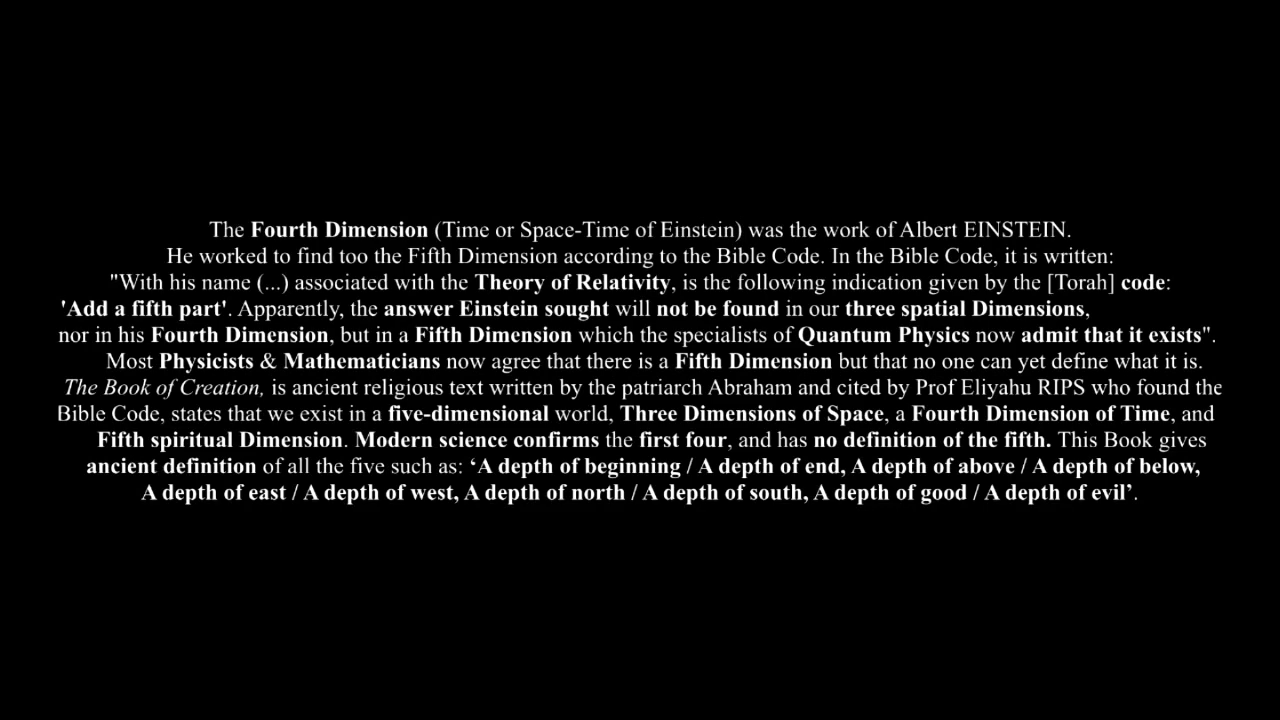 The Fourth Dimension (Time or Space-Time of Einstein) was the work of Albert EINSTEIN.
He worked to find too the Fifth Dimension according to the Bible Code. In the Bible Code, it is written:
"With his name (...) associated with the Theory of Relativity, is the following indication given by the [Torah] code:
'Add a fifth part'. Apparently, the answer Einstein sought will not be found in our three spatial Dimensions,
nor in his Fourth Dimension, but in a Fifth Dimension which the specialists of Quantum Physics now admit that it exists".
Most Physicists & Mathematicians now agree that there is a Fifth Dimension but that no one can yet define what it is.
The Book of Creation, is ancient religious text written by the patriarch Abraham and cited by Prof Eliyahu RIPS who found the
Bible Code, states that we exist in a five-dimensional world, Three Dimensions of Space, a Fourth Dimension of Time, and
Fifth spiritual Dimension. Modern science confirms the first four, and has no definition of the fifth. This Book gives
ancient definition of all the five such as: ‘A depth of beginning / A depth of end, A depth of above / A depth of below,
A depth of east / A depth of west, A depth of north / A depth of south, A depth of good / A depth of evil’.